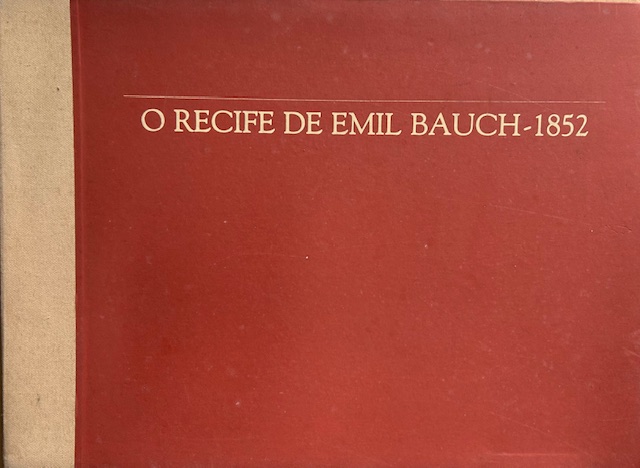 O RECIFE DE EMIL BAUCH-1852